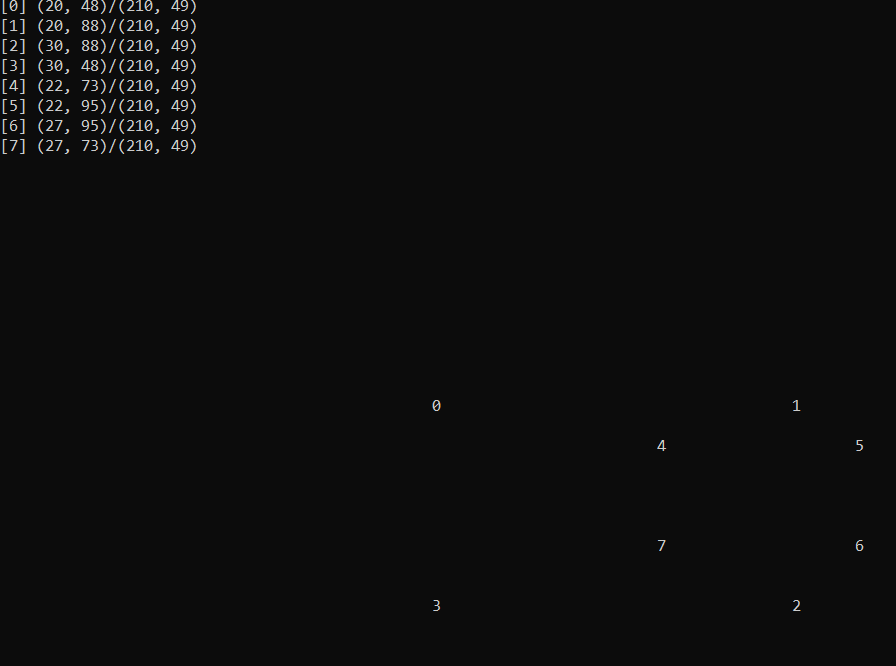 [0] (20, 48)/(210, 49)
[1] (20, 88)/(210, 49)
[2] (30, 88)/(210, 49)
[3] (30, 48)/(210, 49)
[4] (22, 73)/(210, 49)
[5] (22, 95)/(210, 49)
[6] (27, 95)/(210, 49)
[7] (27, 73)/(210, 49)
0 1
4 5
7 6
3 2